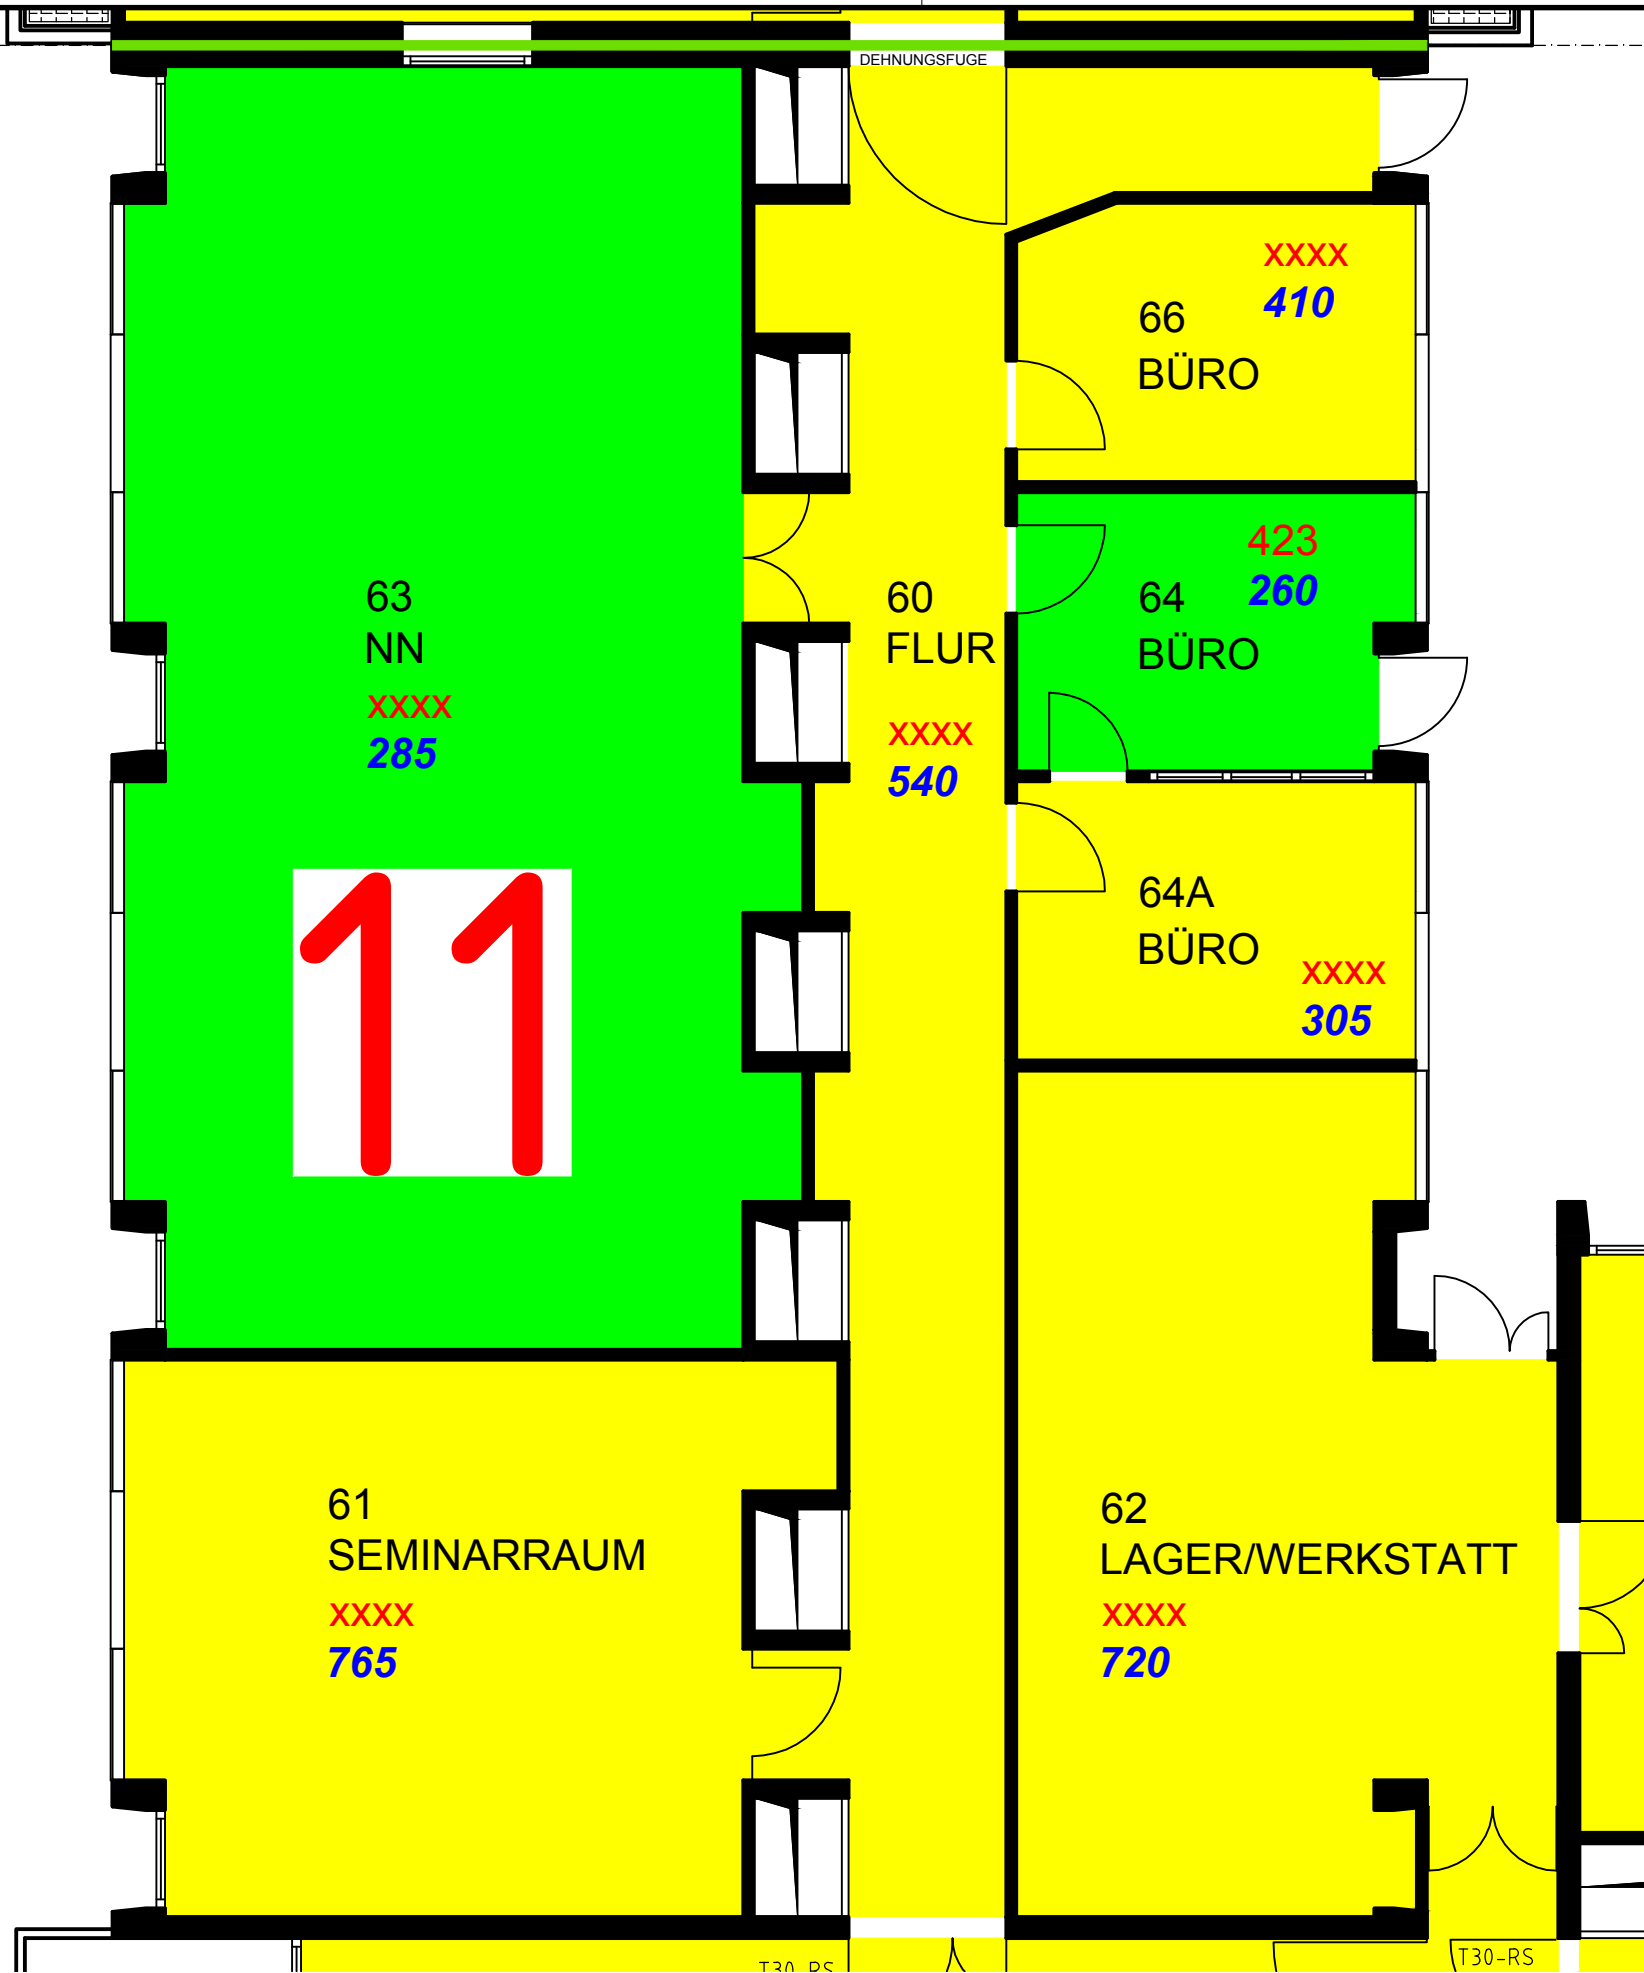 DEHNUNGSFUGE
xxxx
410
66
BÜRO
423
260
64
BÜRO
63
NN
xxxx
285
60
FLUR
xxxx
540
11
64A
BÜRO
xxxx
305
61
SEMINARRAUM
xxxx
765
62
LAGER/WERKSTATT
xxxx
720
T30-RS
T30-RS